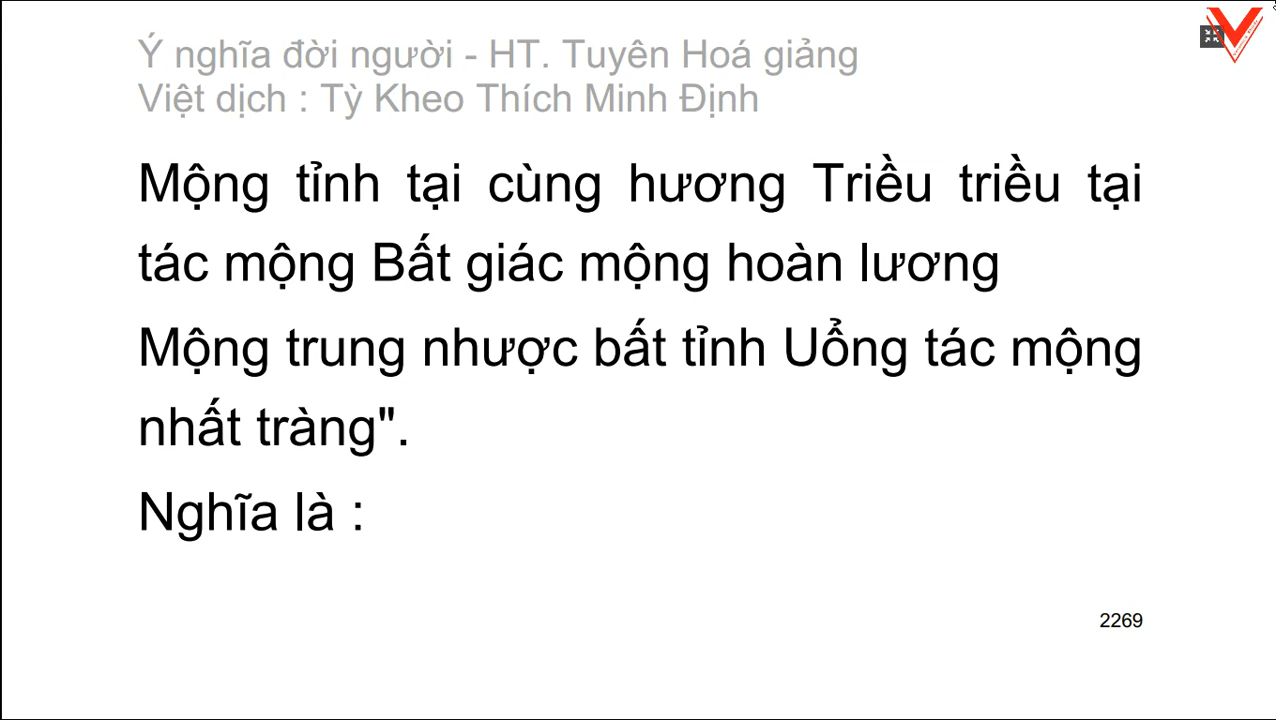 Ý nghĩa đời người - HT. Tuyên Hoá giảng
Việt dịch : Tỳ Kheo Thích Minh Định
Mộng tỉnh tại cùng hương Triều triều tại
tác mộng Bất giác mộng hoàn lương
Mộng trung nhược bất tỉnh Uổng tác mộng
nhất tràng".
Nghĩa là :
2269